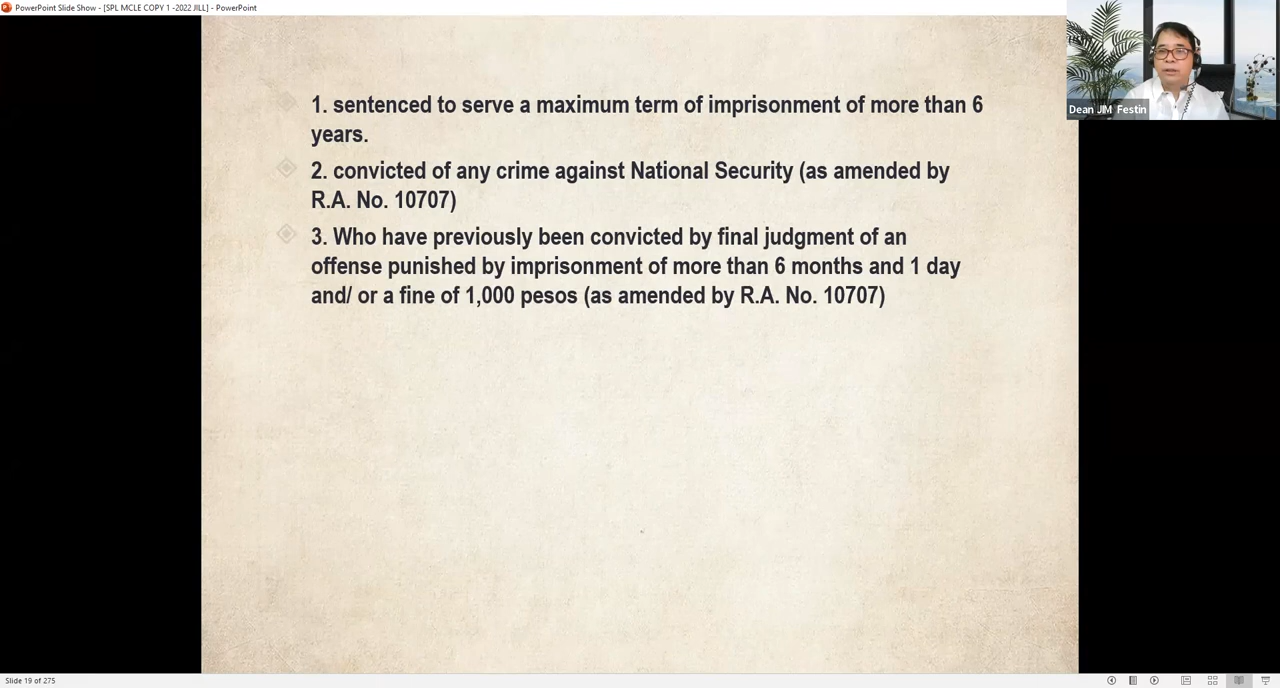 PowerPoint Slide Show - [SPL MCLE COPY 1 -2022 JILL] - PowerPoint
Dean JIM Festin
1. sentenced to serve a maximum term of imprisonment of more than 6
years.
2. convicted of any crime against National Security (as amended by
R.A. No. 10707)
3. Who have previously been convicted by final judgment of an
offense punished by imprisonment of more than 6 months and 1 day
and/ or a fine of 1,000 pesos (as amended by R.A. No. 10707)
Slide 19 of 275